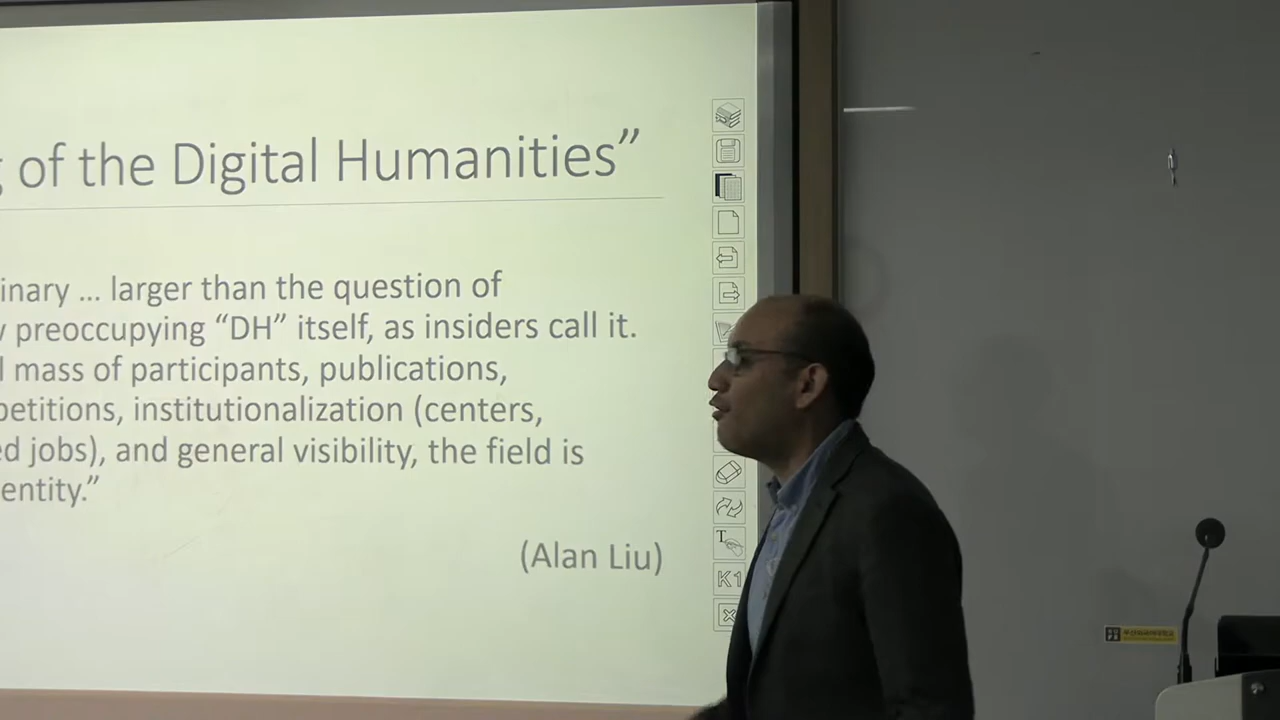 of the Digital Humanities”
inary ... larger than the question of
preoccupying “DH” itself, as insiders call it.
mass of participants, publications,
petitions, institutionalization (centers,
ed jobs), and general visibility, the field is
entity.”
(Alan Liu)
T
K1